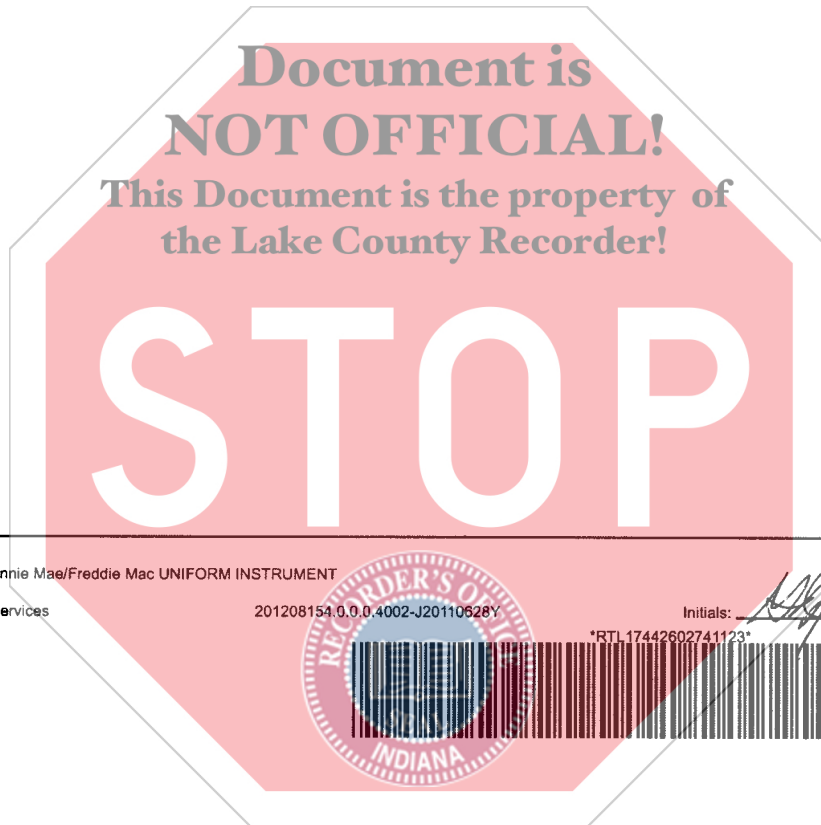 Document is
NOT OFFICIAL!
This Document is the property of
the Lake County Recorder!
STOP
nnie Mae/Freddie Mac UNIFORM INSTRUMENT
ervices 201208154.0.0.0.4002-J20110628Y Initials:
*RTL17442602741123*
RECORDER'S OFFICE
SEAL
INDIANA